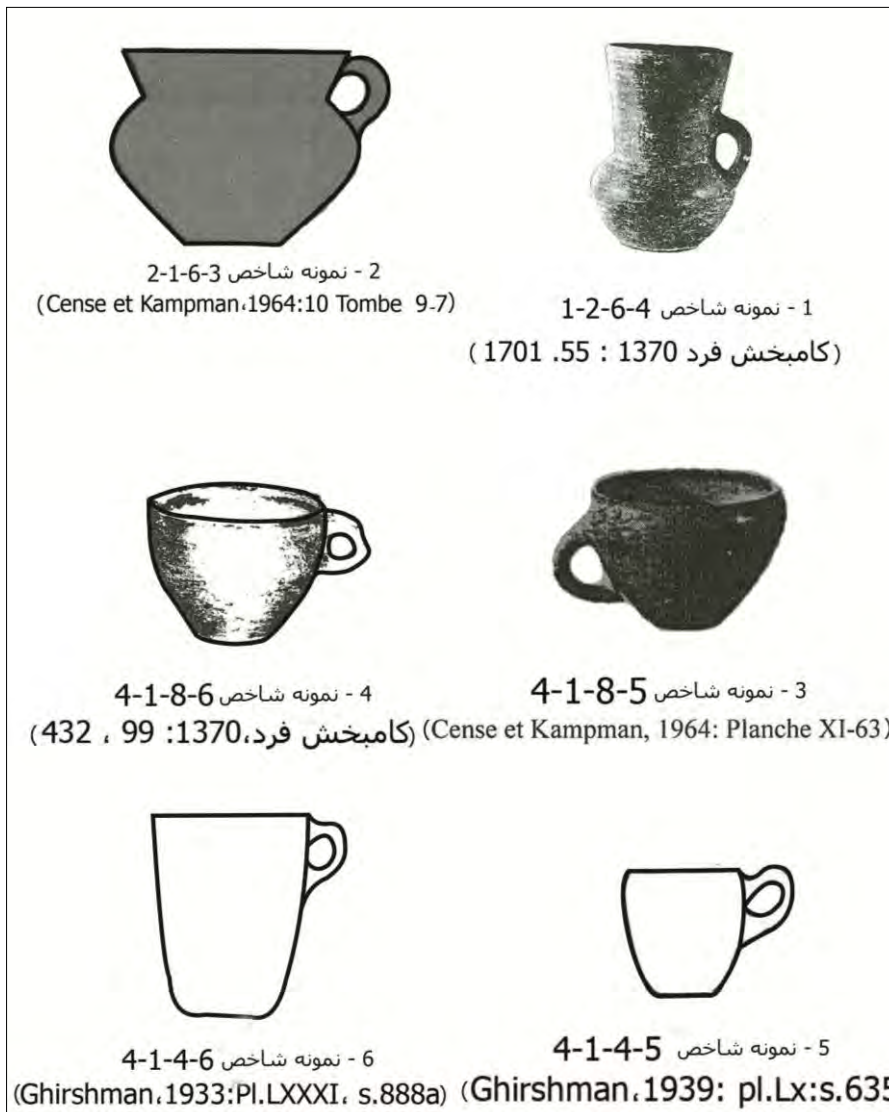 1 - نمونه شاخص 4-6-2-1
(کامبخش فرد 1370 : 55، 1701 )
2 - نمونه شاخص 3-6-1-2
(Cense et Kampman، 1964:10 Tombe 9-7)
3 - نمونه شاخص 5-8-1-4
(Cense et Kampman, 1964: Planche XI-63)
4 - نمونه شاخص 6-8-1-4
(کامبخش فرد،1370: 99 ، 432 )
5 - نمونه شاخص 5-4-1-4
(Ghirshman،1939: pl.Lx:s.635
6 - نمونه شاخص 6-4-1-4
(Ghirshman،1933:Pl.LXXXI، s.888a)